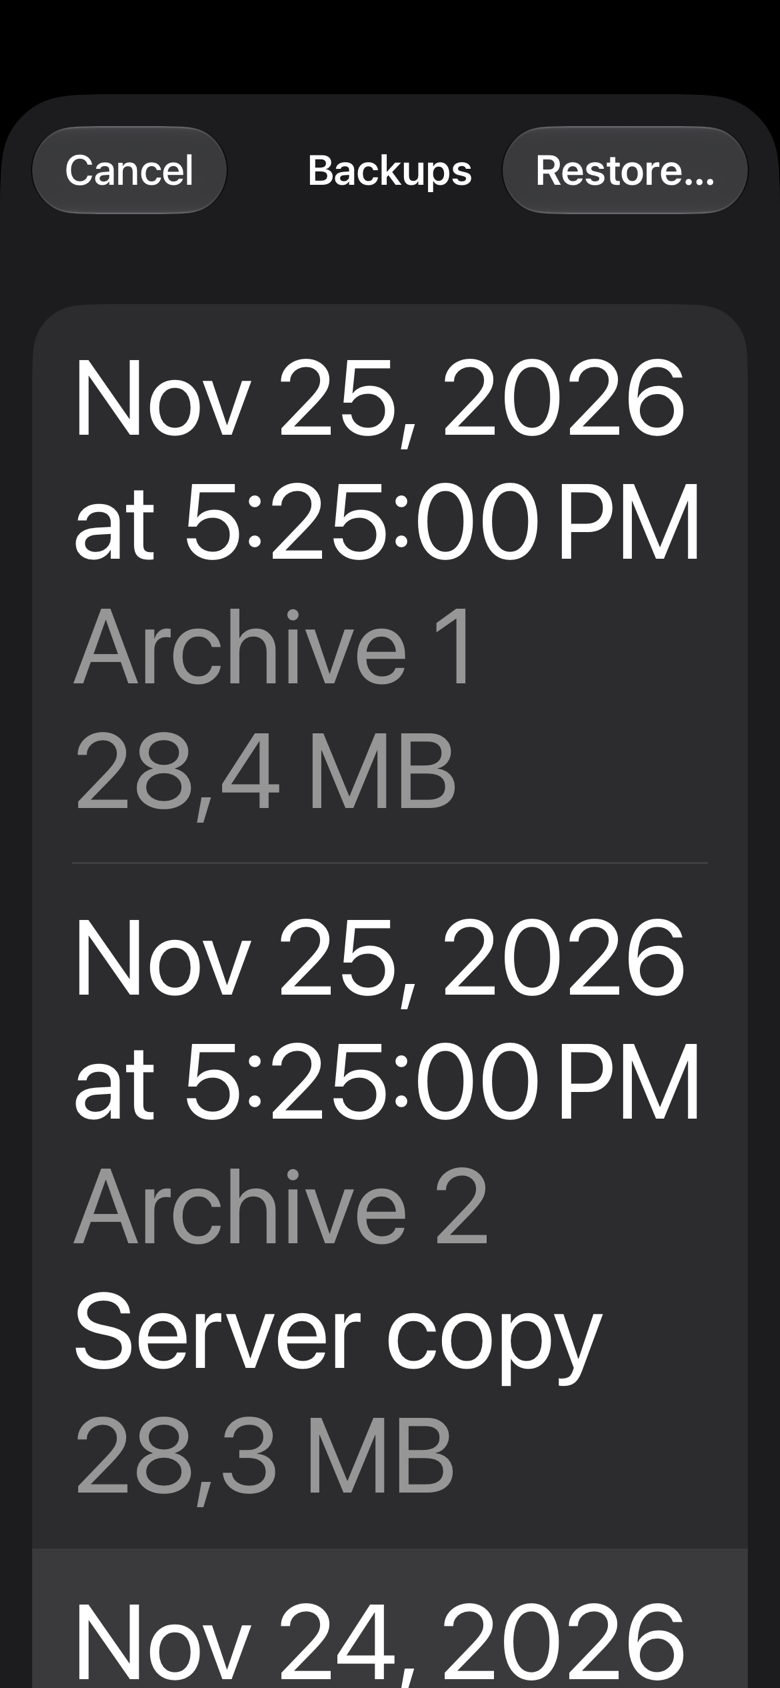 Cancel
Backups
Restore...
Nov 25, 2026
at 5:25:00 PM
Archive 1
28,4 MB
Nov 25, 2026
at 5:25:00 PM
Archive 2
Server copy
28,3 MB
Nov 24, 2026